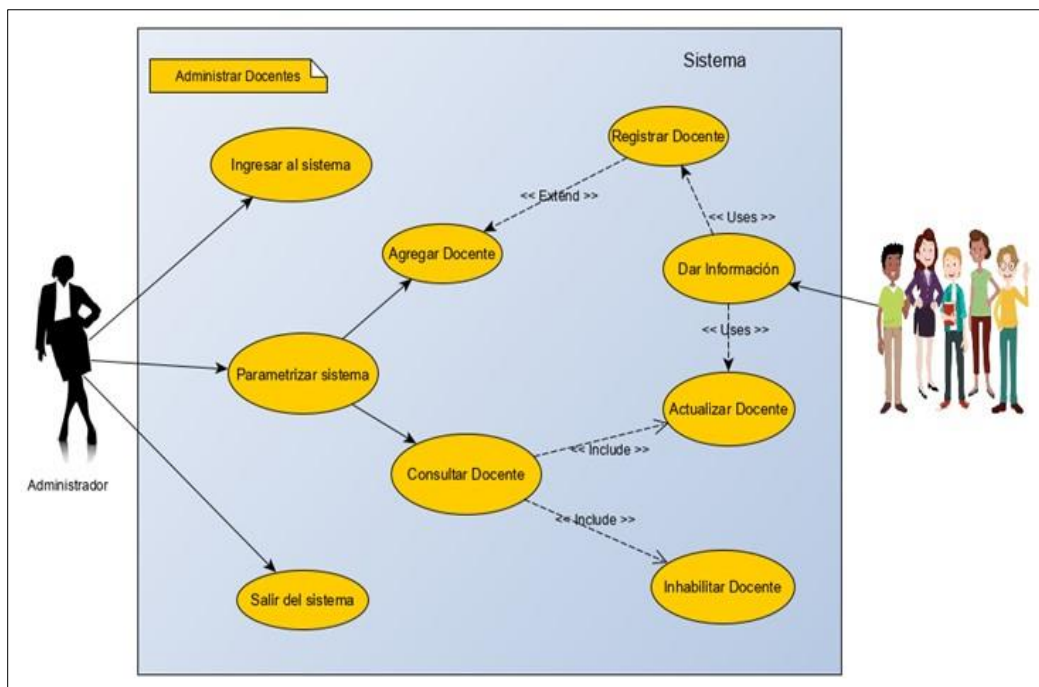 Sistema
Administrar Docentes
Registrar Docente
Ingresar al sistema
<< Extend >>
<< Uses >>
Agregar Docente
Dar Información
<< Uses >>
Parametrizar sistema
Actualizar Docente
<< Include >>
Consultar Docente
Administrador
<< Include >>
Inhabilitar Docente
Salir del sistema